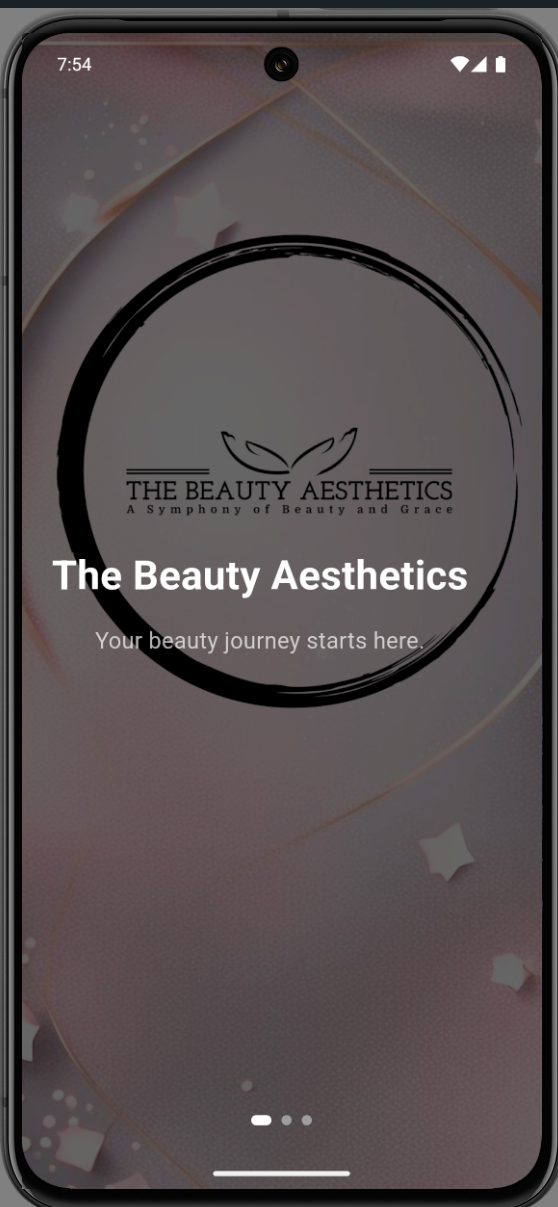 7:54
THE BEAUTY AESTHETICS
A Symphony of Beauty and Grace
The Beauty Aesthetics
Your beauty journey starts here.